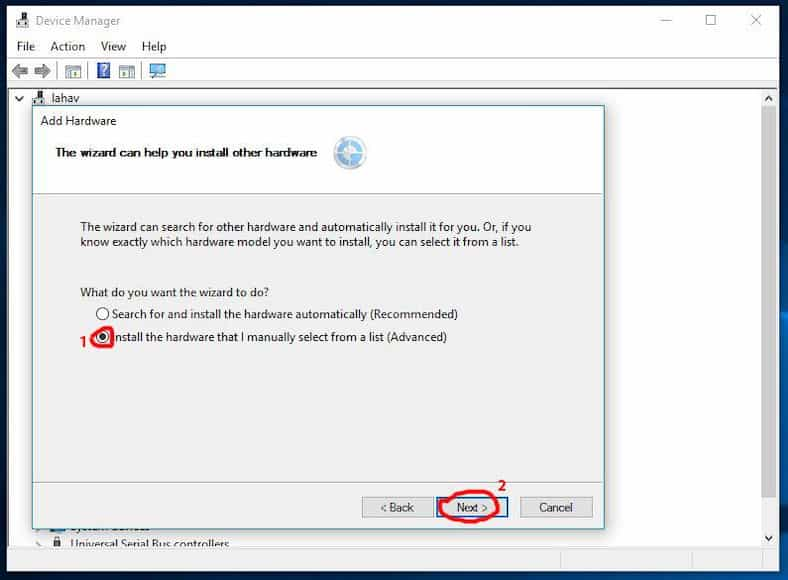 Device Manager
File Action View Help
lahav
Add Hardware
The wizard can help you install other hardware
The wizard can search for other hardware and automatically install it for you. Or, if you
know exactly which hardware model you want to install, you can select it from a list.
What do you want the wizard to do?
Search for and install the hardware automatically (Recommended)
1 Install the hardware that I manually select from a list (Advanced)
2
< Back Next > Cancel
System devices
Universal Serial Bus controllers